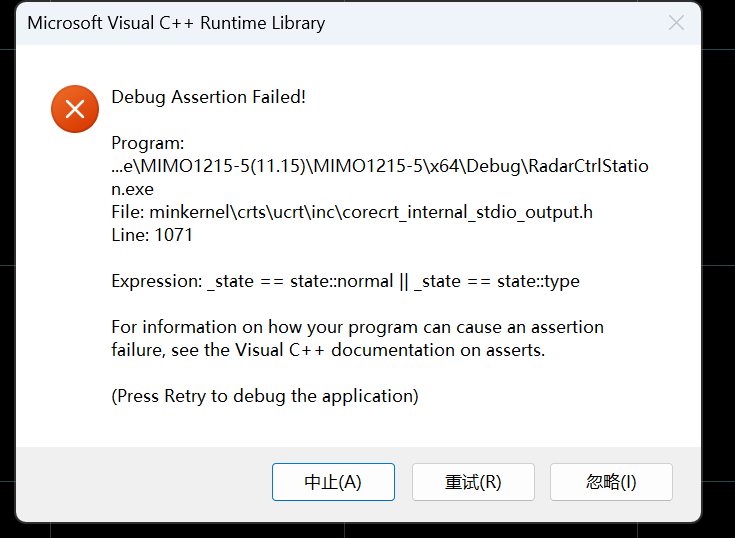 Microsoft Visual C++ Runtime Library
Debug Assertion Failed!
Program:
...e\MIMO1215-5(11.15)\MIMO1215-5\x64\Debug\RadarCtrlStatio
n.exe
File: minkernel\crts\ucrt\inc\corecrt_internal_stdio_output.h
Line: 1071
Expression: _state == state::normal || _state == state::type
For information on how your program can cause an assertion
failure, see the Visual C++ documentation on asserts.
(Press Retry to debug the application)
中止(A) 重试(R) 忽略(I)